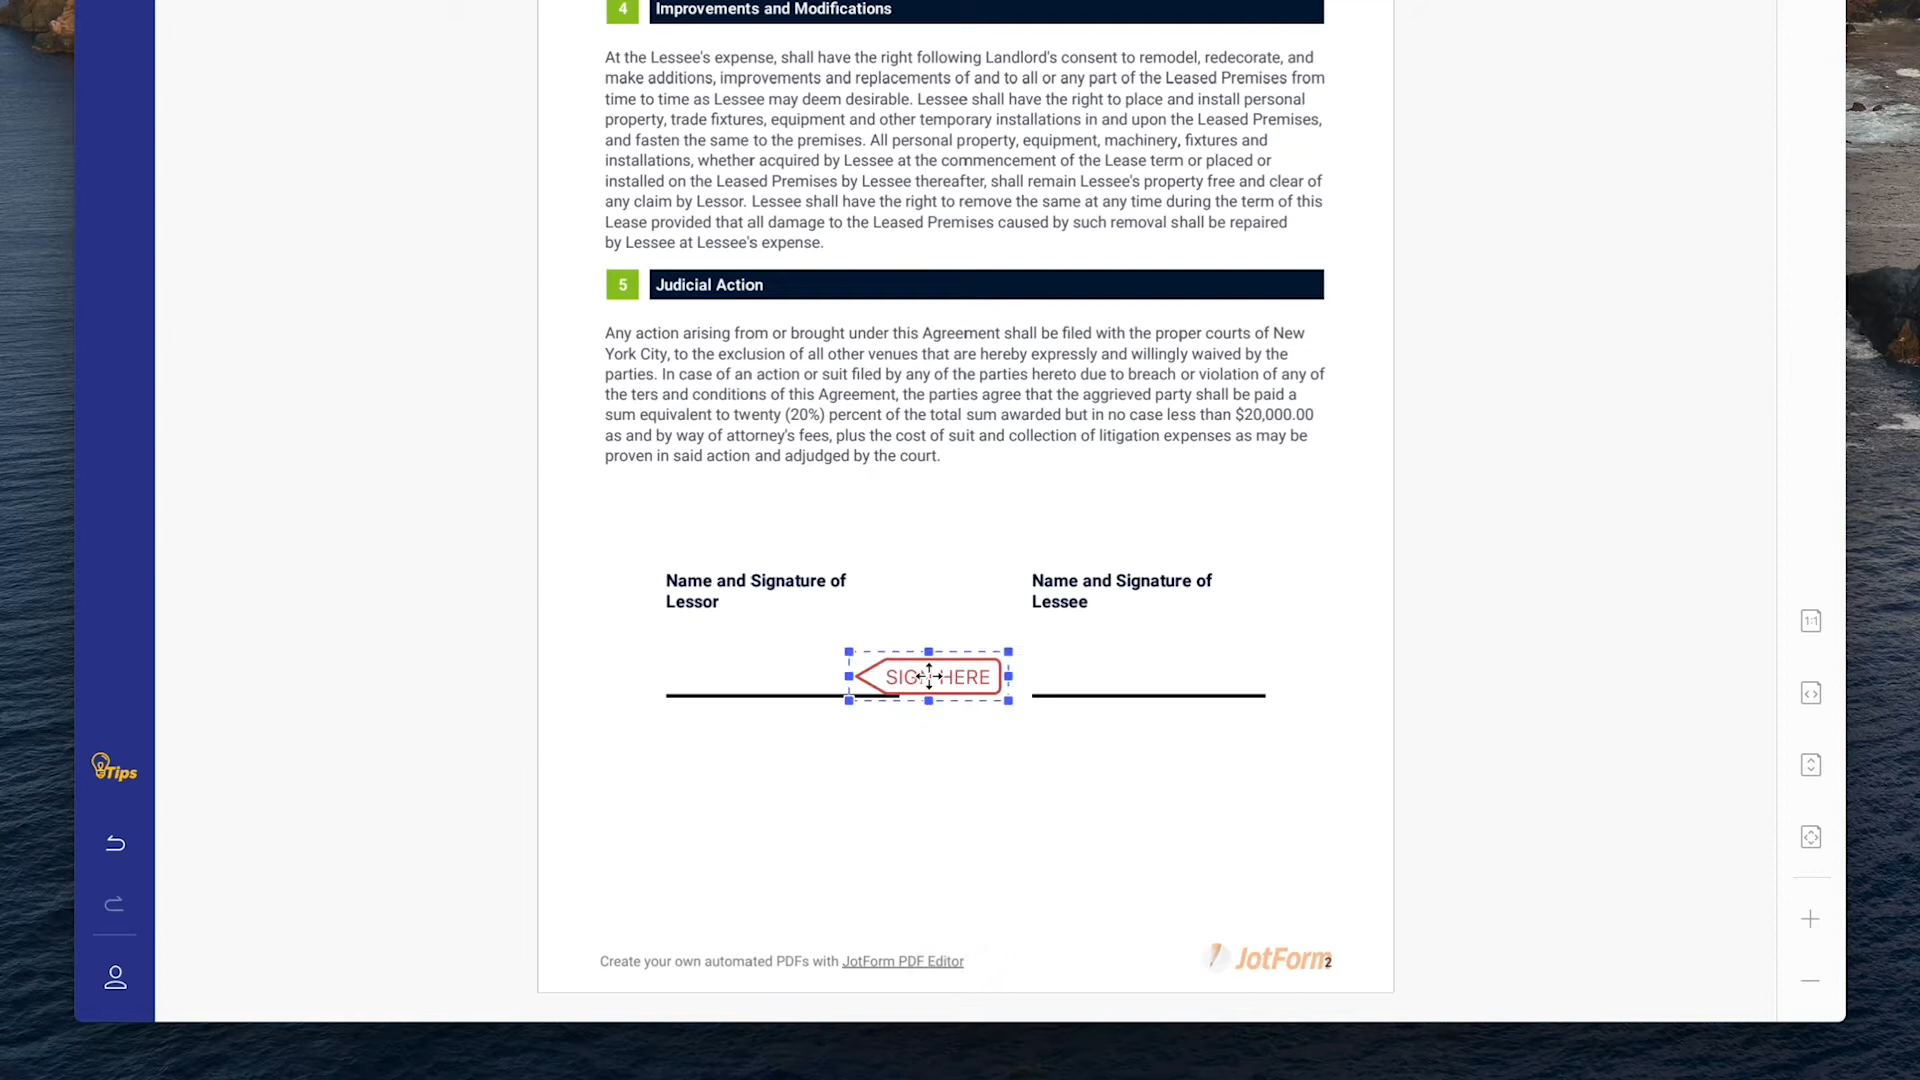 4 Improvements and Modifications
At the Lessee's expense, shall have the right following Landlord's consent to remodel, redecorate, and
make additions, improvements and replacements of and to all or any part of the Leased Premises from
time to time as Lessee may deem desirable. Lessee shall have the right to place and install personal
property, trade fixtures, equipment and other temporary installations in and upon the Leased Premises,
and fasten the same to the premises. All personal property, equipment, machinery, fixtures and
installations, whether acquired by Lessee at the commencement of the Lease term or placed or
installed on the Leased Premises by Lessee thereafter, shall remain Lessee's property free and clear of
any claim by Lessor. Lessee shall have the right to remove the same at any time during the term of this
Lease provided that all damage to the Leased Premises caused by such removal shall be repaired
by Lessee at Lessee's expense.
5 Judicial Action
Any action arising from or brought under this Agreement shall be filed with the proper courts of New
York City, to the exclusion of all other venues that are hereby expressly and willingly waived by the
parties. In case of an action or suit filed by any of the parties hereto due to breach or violation of any of
the ters and conditions of this Agreement, the parties agree that the aggrieved party shall be paid a
sum equivalent to twenty (20%) percent of the total sum awarded but in no case less than $20,000.00
as and by way of attorney's fees, plus the cost of suit and collection of litigation expenses as may be
proven in said action and adjudged by the court.
Name and Signature of
Lessor
Name and Signature of
Lessee
SIGN HERE
Create your own automated PDFs with JotForm PDF Editor
JotForm
2
Tips
1:1